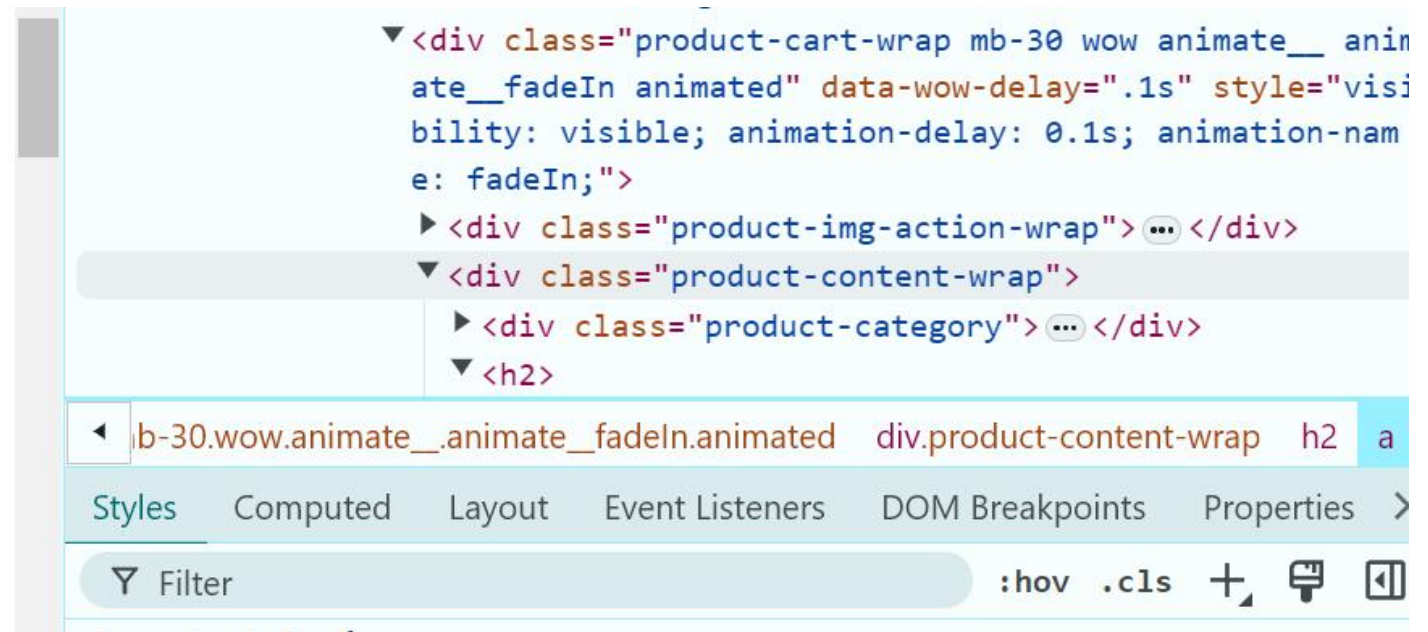 <div class="product-cart-wrap mb-30 wow animate__ anim
ate__fadeIn animated" data-wow-delay=".1s" style="visi
bility: visible; animation-delay: 0.1s; animation-nam
e: fadeIn;">
<div class="product-img-action-wrap"> … </div>
<div class="product-content-wrap">
<div class="product-category"> … </div>
<h2>
b-30.wow.animate__.animate__fadeIn.animated div.product-content-wrap h2 a
Styles Computed Layout Event Listeners DOM Breakpoints Properties
Filter :hov .cls